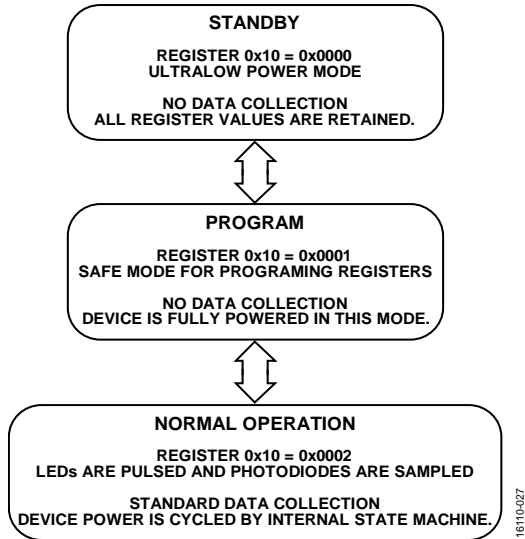 STANDBY
REGISTER 0x10 = 0x0000
ULTRALOW POWER MODE
NO DATA COLLECTION
ALL REGISTER VALUES ARE RETAINED.
PROGRAM
REGISTER 0x10 = 0x0001
SAFE MODE FOR PROGRAMING REGISTERS
NO DATA COLLECTION
DEVICE IS FULLY POWERED IN THIS MODE.
NORMAL OPERATION
REGISTER 0x10 = 0x0002
LEDs ARE PULSED AND PHOTODIODES ARE SAMPLED
STANDARD DATA COLLECTION
DEVICE POWER IS CYCLED BY INTERNAL STATE MACHINE.
16110-027